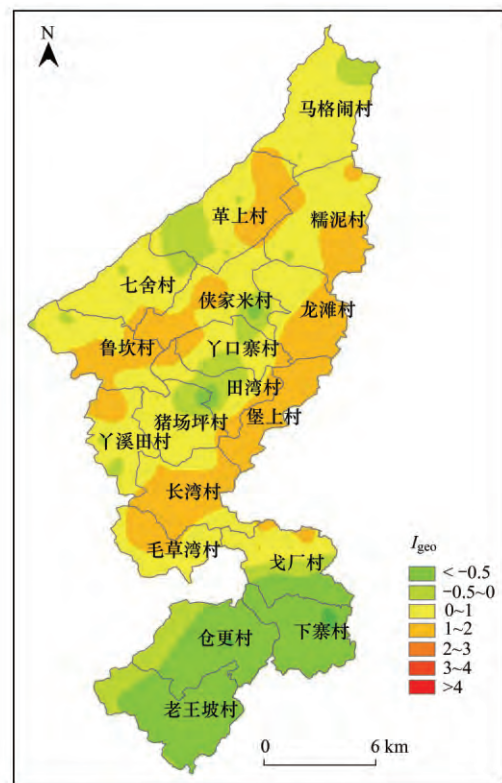 N
马格闹村
革上村
糯泥村
七舍村
侠家米村
龙滩村
鲁坎村
丫口寨村
田湾村
猪场坪村
堡上村
丫溪田村
长湾村
毛草湾村
戈厂村
仓更村
下寨村
老王坡村
Igeo
< −0.5
−0.5~0
0~1
1~2
2~3
3~4
>4
0 6 km